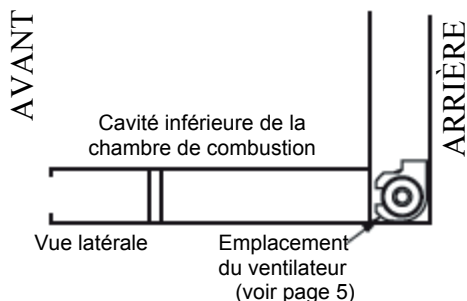 AVANT
ARRIÈRE
Cavité inférieure de la
chambre de combustion
Vue latérale
Emplacement
du ventilateur
(voir page 5)